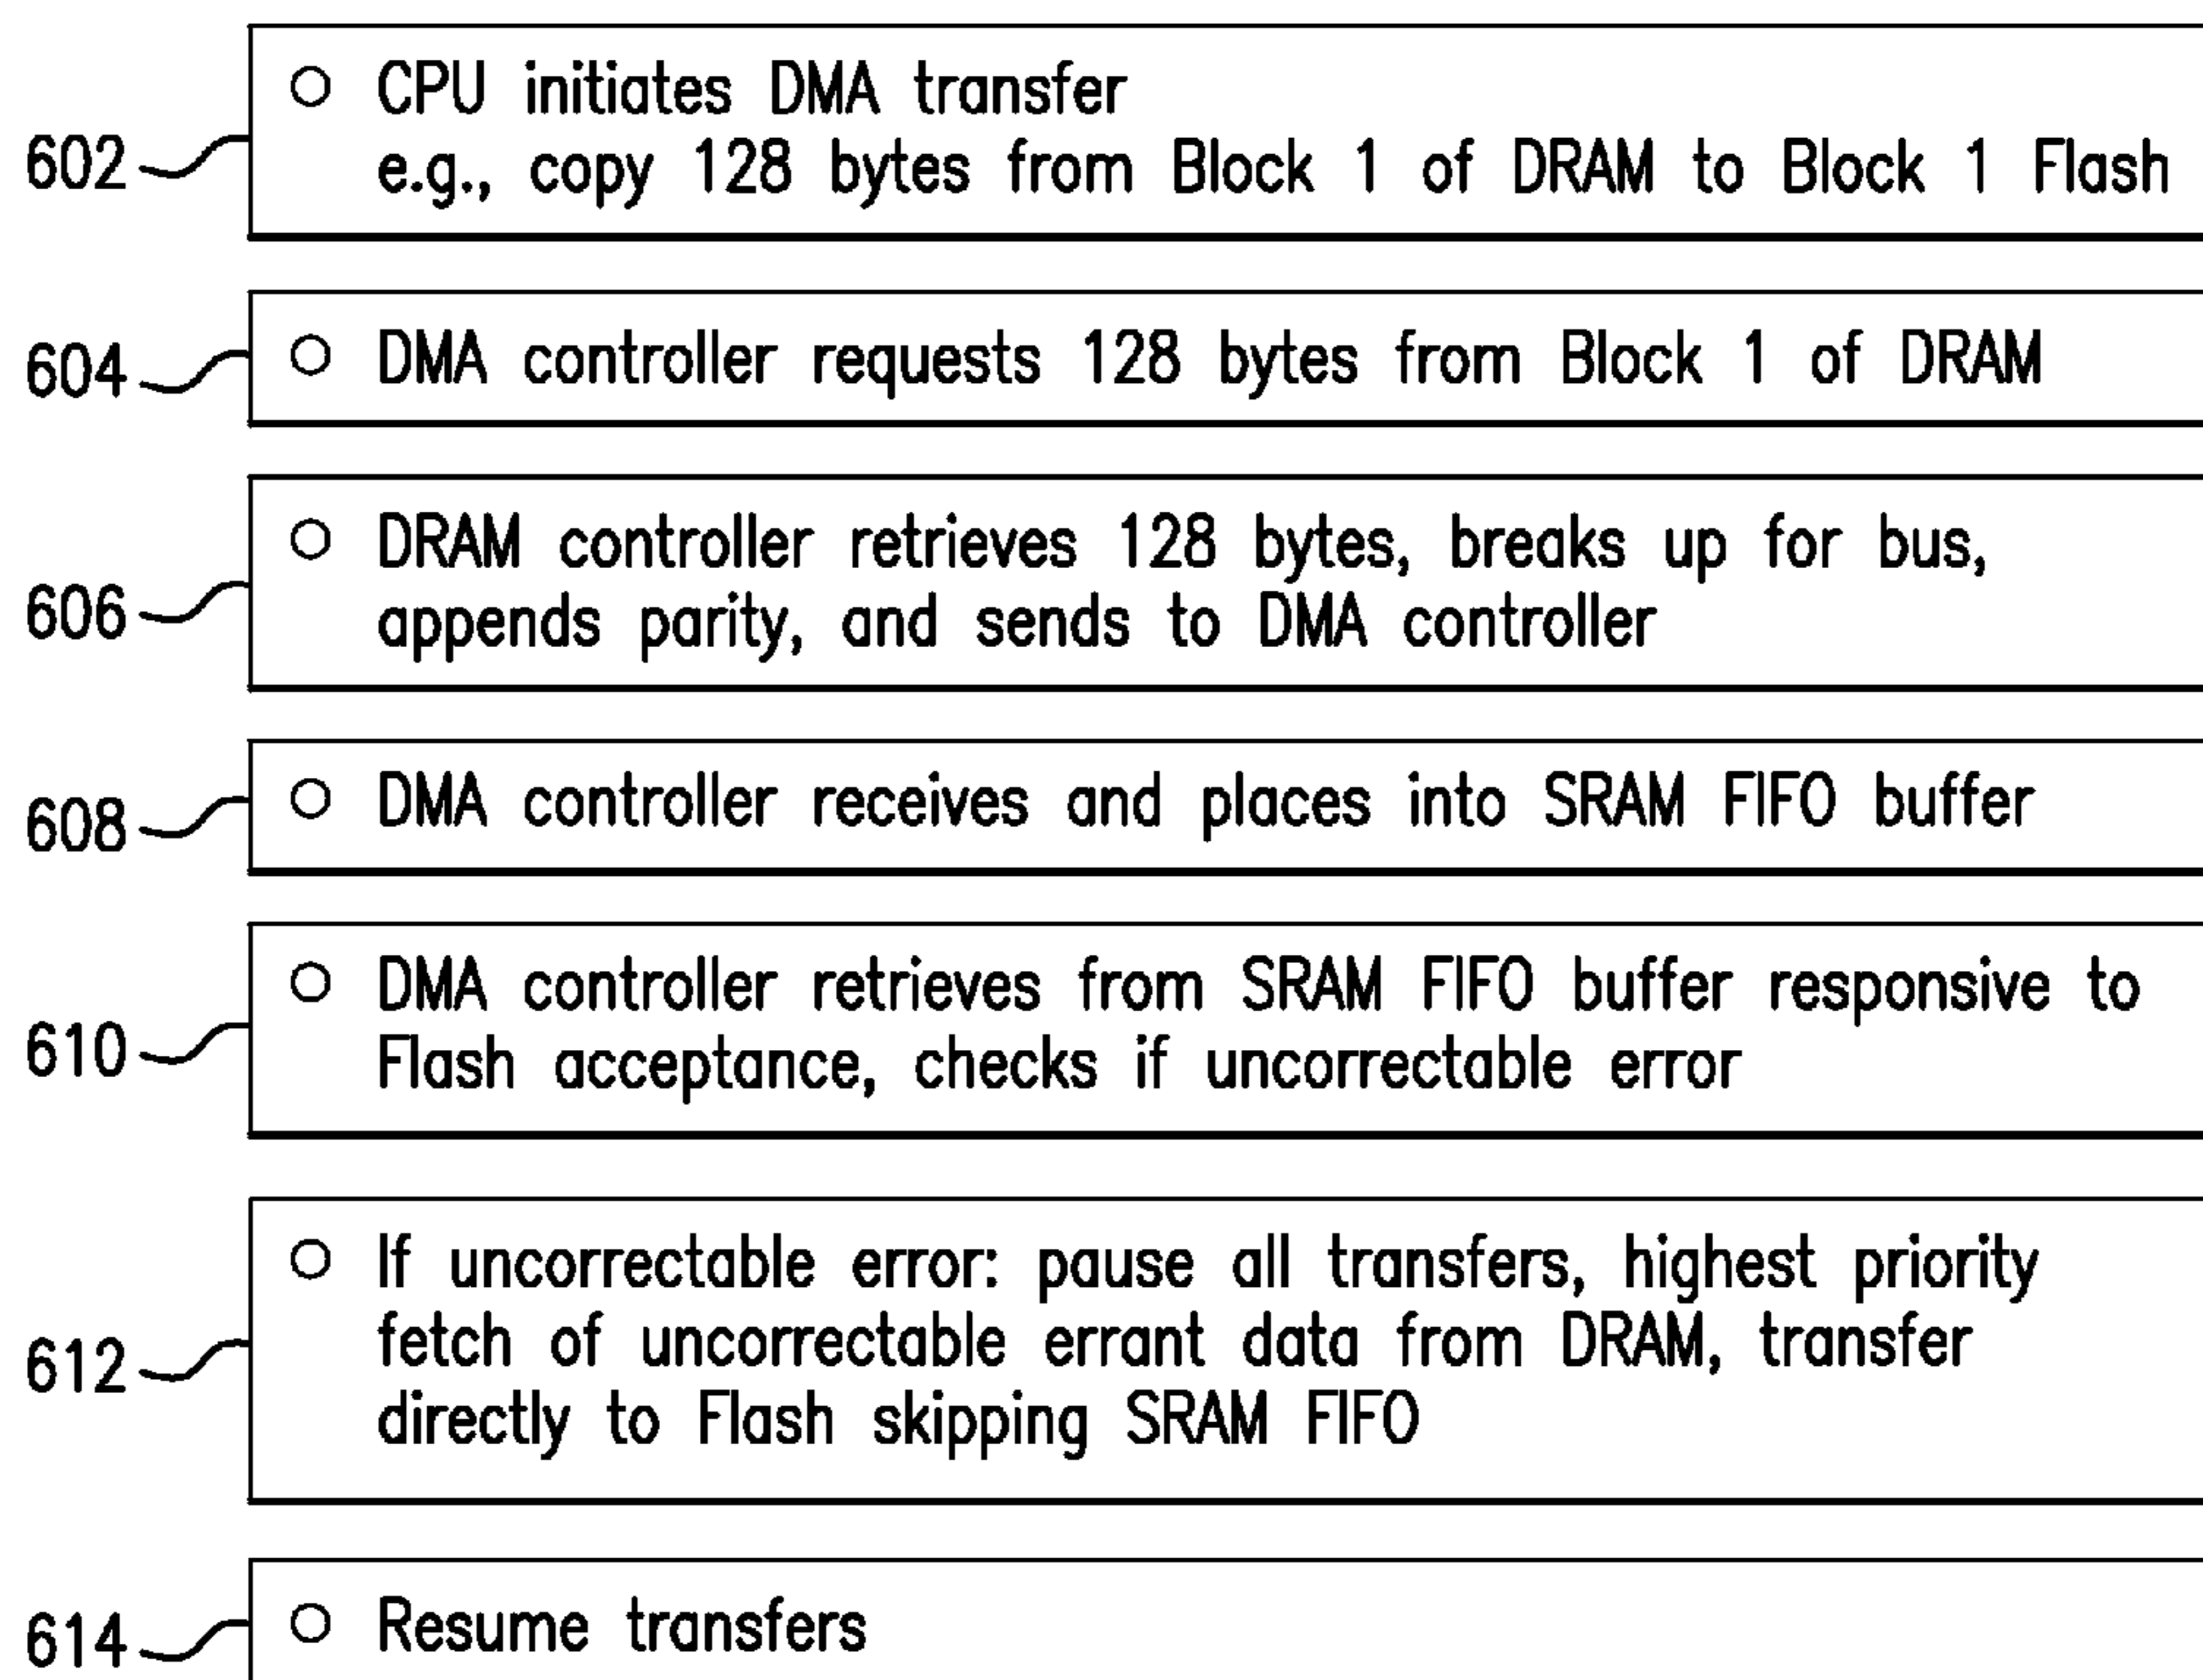 ○ CPU initiates DMA transfer
602 e.g., copy 128 bytes from Block 1 of DRAM to Block 1 Flash
604 ○ DMA controller requests 128 bytes from Block 1 of DRAM
○ DRAM controller retrieves 128 bytes, breaks up for bus,
606 appends parity, and sends to DMA controller
608 ○ DMA controller receives and places into SRAM FIFO buffer
○ DMA controller retrieves from SRAM FIFO buffer responsive to
610 Flash acceptance, checks if uncorrectable error
○ If uncorrectable error: pause all transfers, highest priority
612 fetch of uncorrectable errant data from DRAM, transfer
directly to Flash skipping SRAM FIFO
614 ○ Resume transfers